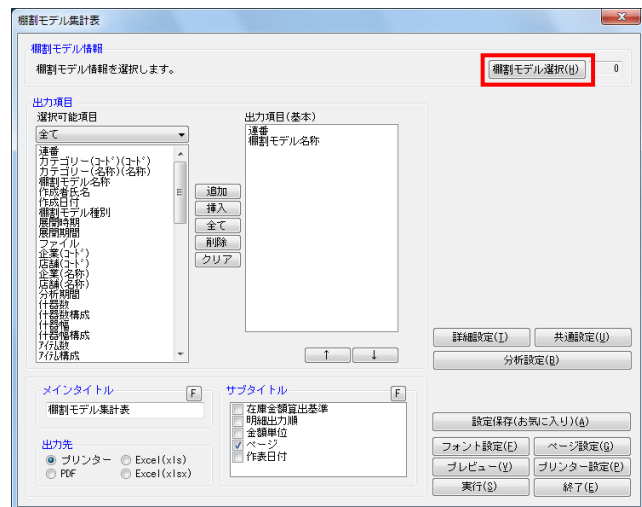 棚割モデル集計表
棚割モデル情報
棚割モデル情報を選択します。
棚割モデル選択(H)
0
出力項目
選択可能項目
全て
連番
カテゴリー(コード)(コード)
カテゴリー(名称)(名称)
棚割モデル名称
作成者氏名
作成日付
棚割モデル種別
展開時期
展開期間
ファイル
企業(コード)
店舗(コード)
企業(名称)
店舗(名称)
分析期間
什器数
什器数構成
什器幅
什器幅構成
アイテム数
アイテム構成
追加
挿入
全て
削除
クリア
出力項目(基本)
連番
棚割モデル名称
↑
↓
詳細設定(I)
共通設定(U)
分析設定(B)
メインタイトル
F
棚割モデル集計表
出力先
プリンター
Excel(xls)
PDF
Excel(xlsx)
サブタイトル
F
在庫金額算出基準
明細出力順
金額単位
ページ
作表日付
設定保存(お気に入り)(A)
フォント設定(F)
ページ設定(G)
プレビュー(V)
プリンター設定(P)
実行(S)
終了(E)